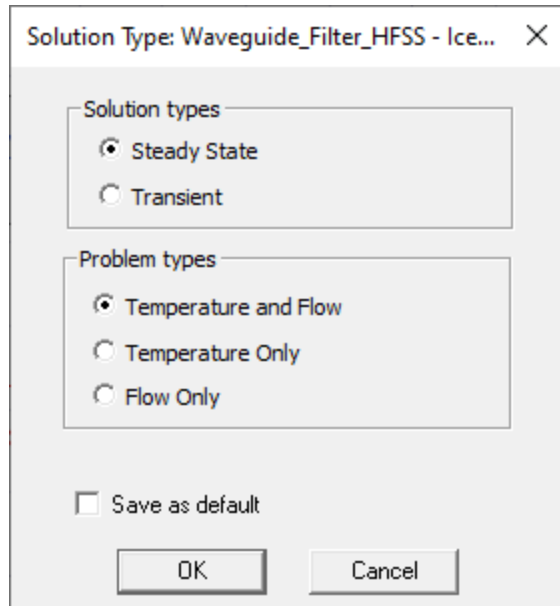 Solution Type: Waveguide_Filter_HFSS - Ice...
Solution types
Steady State
Transient
Problem types
Temperature and Flow
Temperature Only
Flow Only
Save as default
OK Cancel